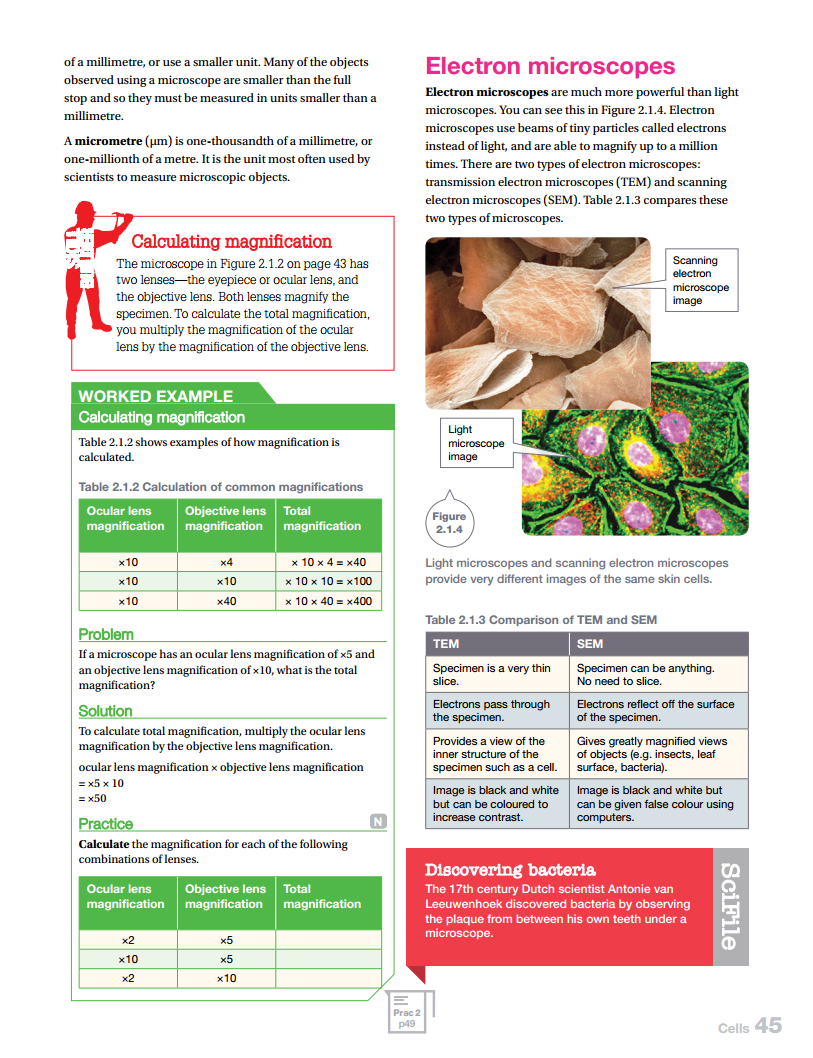 of a millimetre, or use a smaller unit. Many of the objects
observed using a microscope are smaller than the full
stop and so they must be measured in units smaller than a
millimetre.
A micrometre (μm) is one-thousandth of a millimetre, or
one-millionth of a metre. It is the unit most often used by
scientists to measure microscopic objects.
Calculating magnification
The microscope in Figure 2.1.2 on page 43 has
two lenses—the eyepiece or ocular lens, and
the objective lens. Both lenses magnify the
specimen. To calculate the total magnification,
you multiply the magnification of the ocular
lens by the magnification of the objective lens.
WORKED EXAMPLE
Calculating magnification
Table 2.1.2 shows examples of how magnification is
calculated.
Table 2.1.2 Calculation of common magnifications
Ocular lens magnification Objective lens magnification Total magnification
×10 ×4 × 10 × 4 = ×40
×10 ×10 × 10 × 10 = ×100
×10 ×40 × 10 × 40 = ×400
Problem
If a microscope has an ocular lens magnification of ×5 and
an objective lens magnification of ×10, what is the total
magnification?
Solution
To calculate total magnification, multiply the ocular lens
magnification by the objective lens magnification.
ocular lens magnification × objective lens magnification
= ×5 × 10
= ×50
Practice N
Calculate the magnification for each of the following
combinations of lenses.
Ocular lens magnification Objective lens magnification Total magnification
×2 ×5
×10 ×5
×2 ×10
Prac 2
p49
Electron microscopes
Electron microscopes are much more powerful than light
microscopes. You can see this in Figure 2.1.4. Electron
microscopes use beams of tiny particles called electrons
instead of light, and are able to magnify up to a million
times. There are two types of electron microscopes:
transmission electron microscopes (TEM) and scanning
electron microscopes (SEM). Table 2.1.3 compares these
two types of microscopes.
Scanning
electron
microscope
image
Light
microscope
image
Figure
2.1.4
Light microscopes and scanning electron microscopes
provide very different images of the same skin cells.
Table 2.1.3 Comparison of TEM and SEM
TEM SEM
Specimen is a very thin slice. Specimen can be anything. No need to slice.
Electrons pass through the specimen. Electrons reflect off the surface of the specimen.
Provides a view of the inner structure of the specimen such as a cell. Gives greatly magnified views of objects (e.g. insects, leaf surface, bacteria).
Image is black and white but can be coloured to increase contrast. Image is black and white but can be given false colour using computers.
Discovering bacteria
The 17th century Dutch scientist Antonie van
Leeuwenhoek discovered bacteria by observing
the plaque from between his own teeth under a
microscope.
SciFile
Cells 45